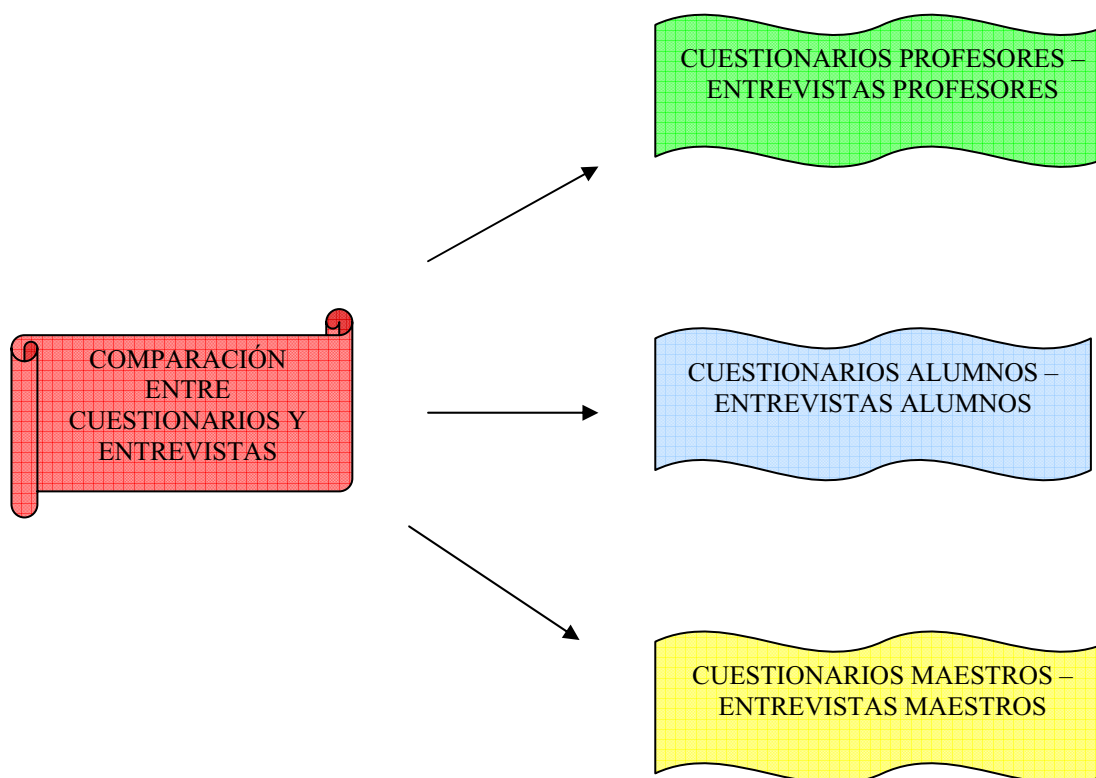 CUESTIONARIOS PROFESORES –
ENTREVISTAS PROFESORES
COMPARACIÓN
ENTRE
CUESTIONARIOS Y
ENTREVISTAS
CUESTIONARIOS ALUMNOS –
ENTREVISTAS ALUMNOS
CUESTIONARIOS MAESTROS –
ENTREVISTAS MAESTROS